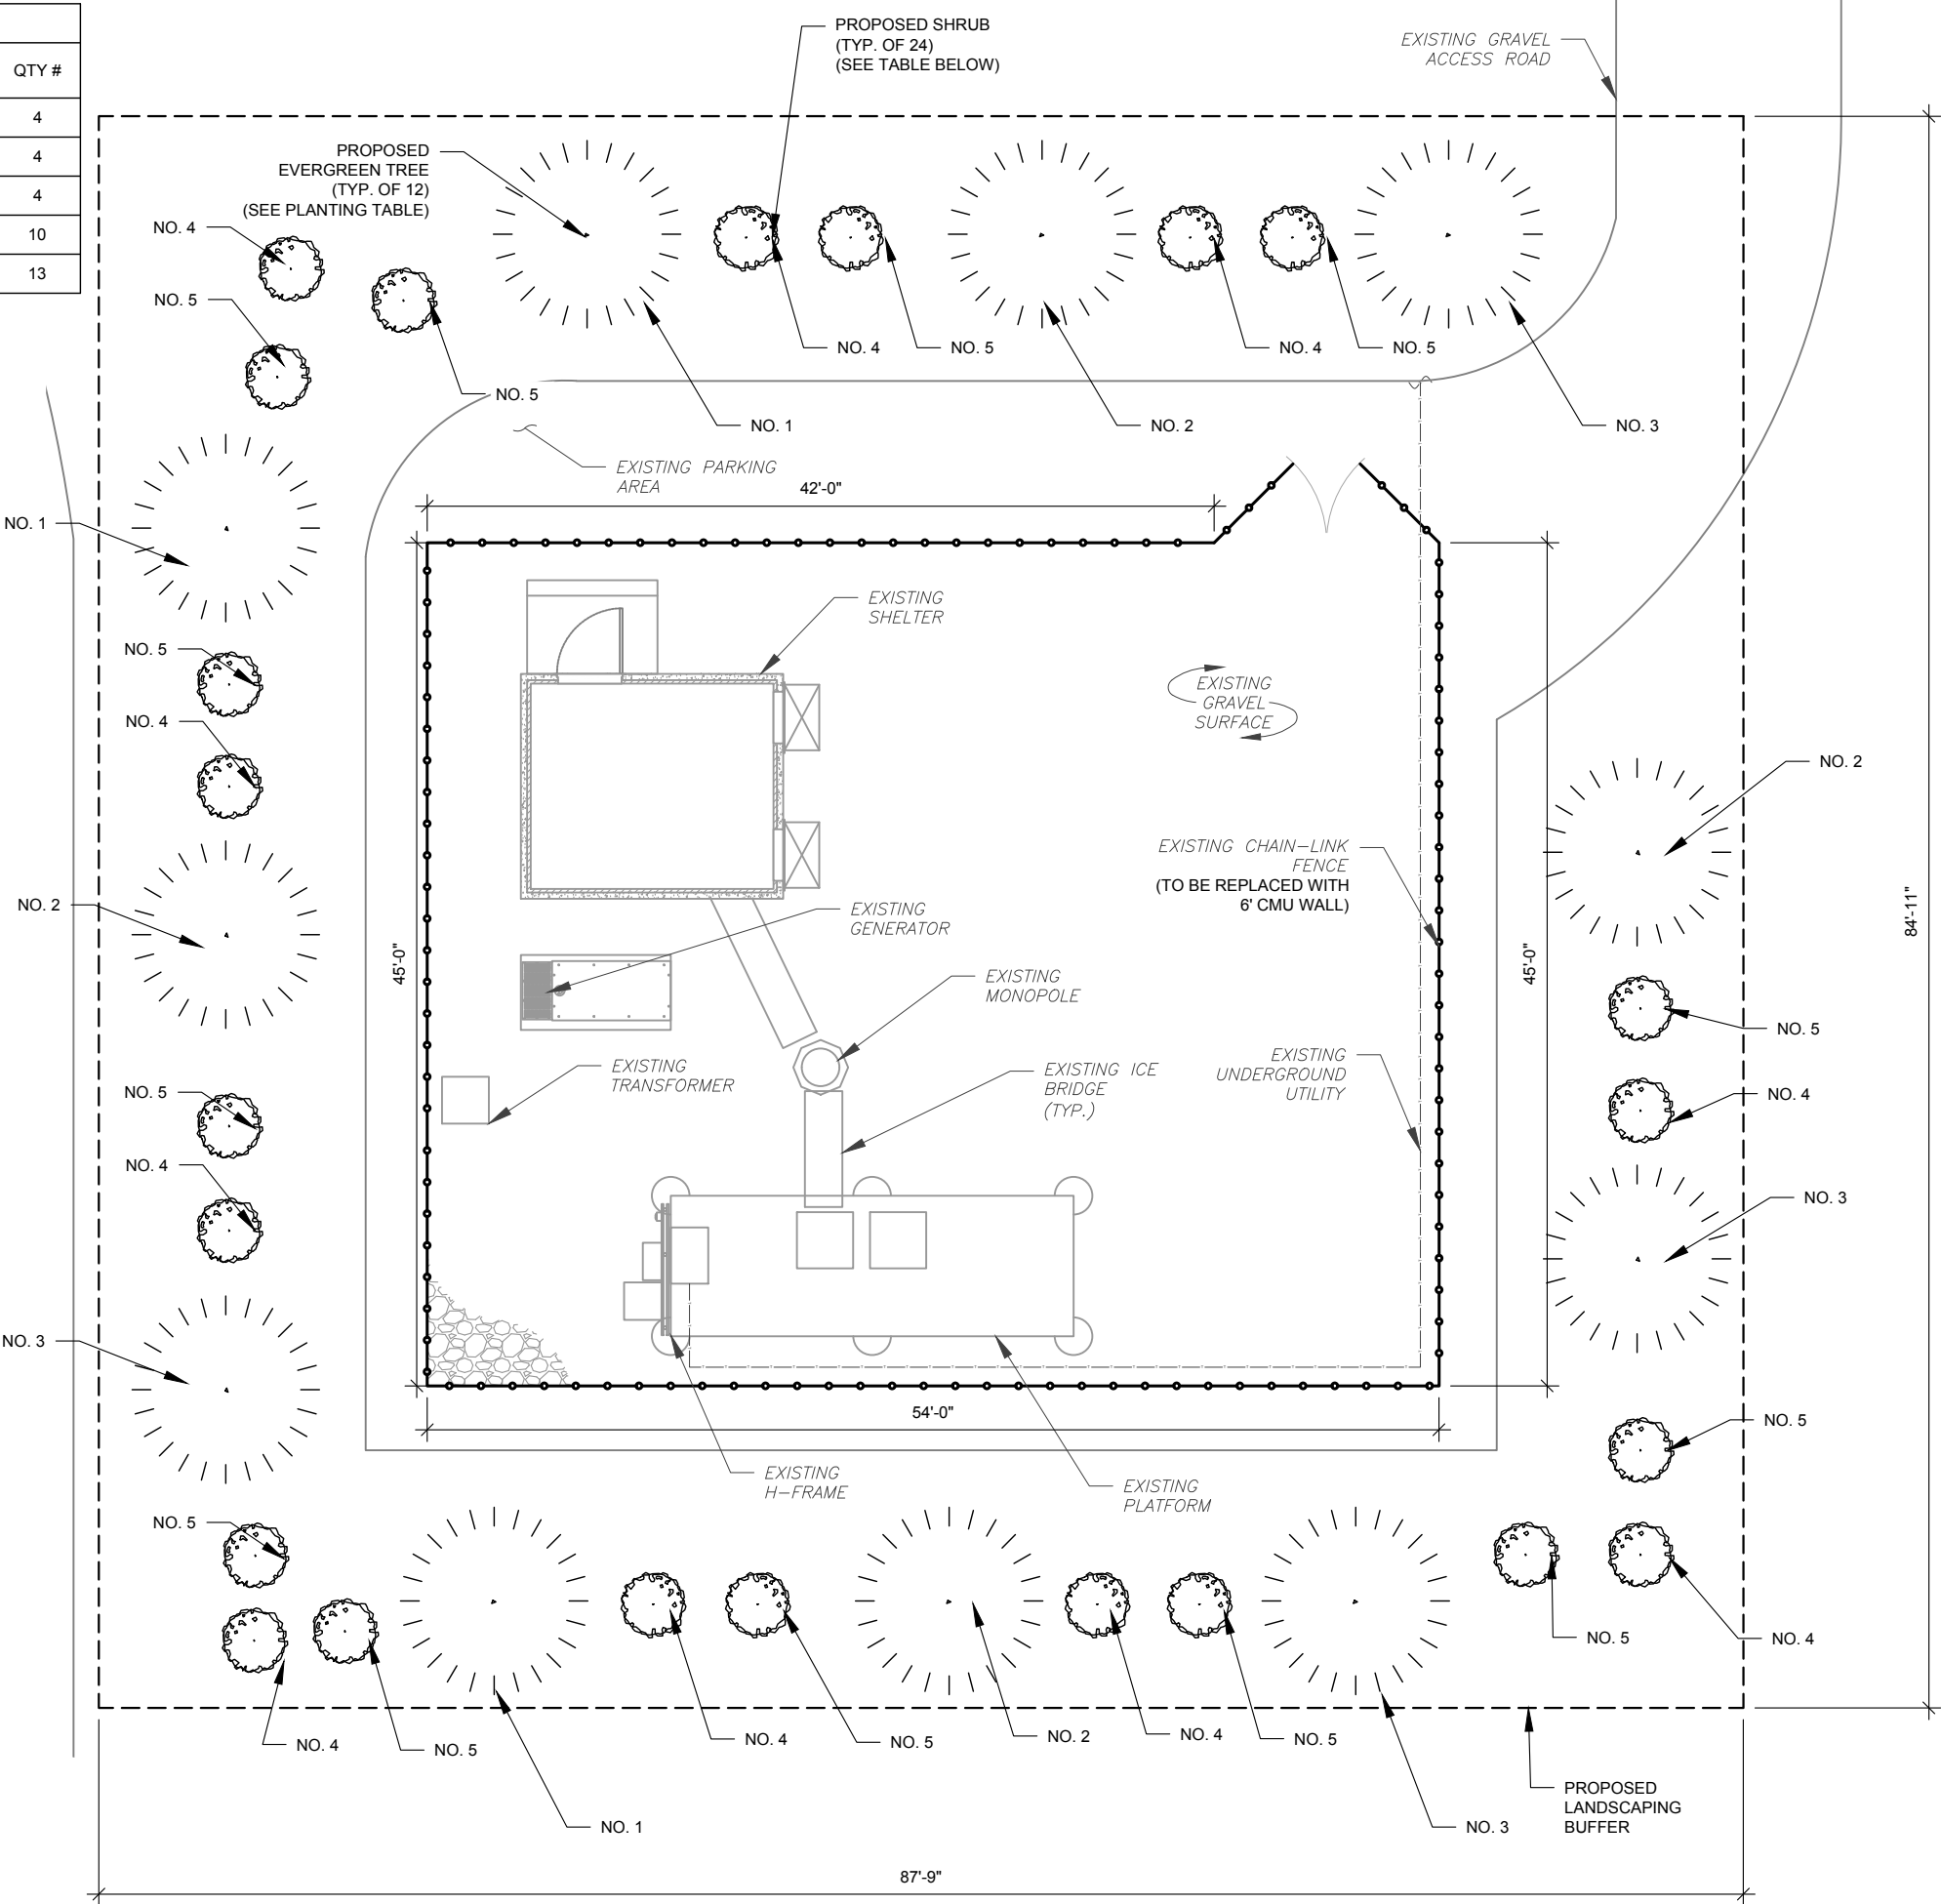 QTY #
4
4
4
10
13
PROPOSED SHRUB
(TYP. OF 24)
(SEE TABLE BELOW)
EXISTING GRAVEL
ACCESS ROAD
PROPOSED
EVERGREEN TREE
(TYP. OF 12)
(SEE PLANTING TABLE)
NO. 4
NO. 5
NO. 5
NO. 4
NO. 5
NO. 4
NO. 5
NO. 1
NO. 2
NO. 3
EXISTING PARKING
AREA
42'-0"
NO. 1
EXISTING
SHELTER
NO. 5
NO. 4
EXISTING
GRAVEL
SURFACE
NO. 2
EXISTING CHAIN-LINK
FENCE
(TO BE REPLACED WITH
6' CMU WALL)
NO. 2
EXISTING
GENERATOR
84'-11"
45'-0"
45'-0"
EXISTING
MONOPOLE
NO. 5
EXISTING
TRANSFORMER
EXISTING ICE
BRIDGE
(TYP.)
EXISTING
UNDERGROUND
UTILITY
NO. 5
NO. 4
NO. 4
NO. 3
NO. 3
54'-0"
NO. 5
EXISTING
H-FRAME
EXISTING
PLATFORM
NO. 5
NO. 5
NO. 4
NO. 4
NO. 5
NO. 4
NO. 5
NO. 2
NO. 4
NO. 5
NO. 1
NO. 3
PROPOSED
LANDSCAPING
BUFFER
87'-9"